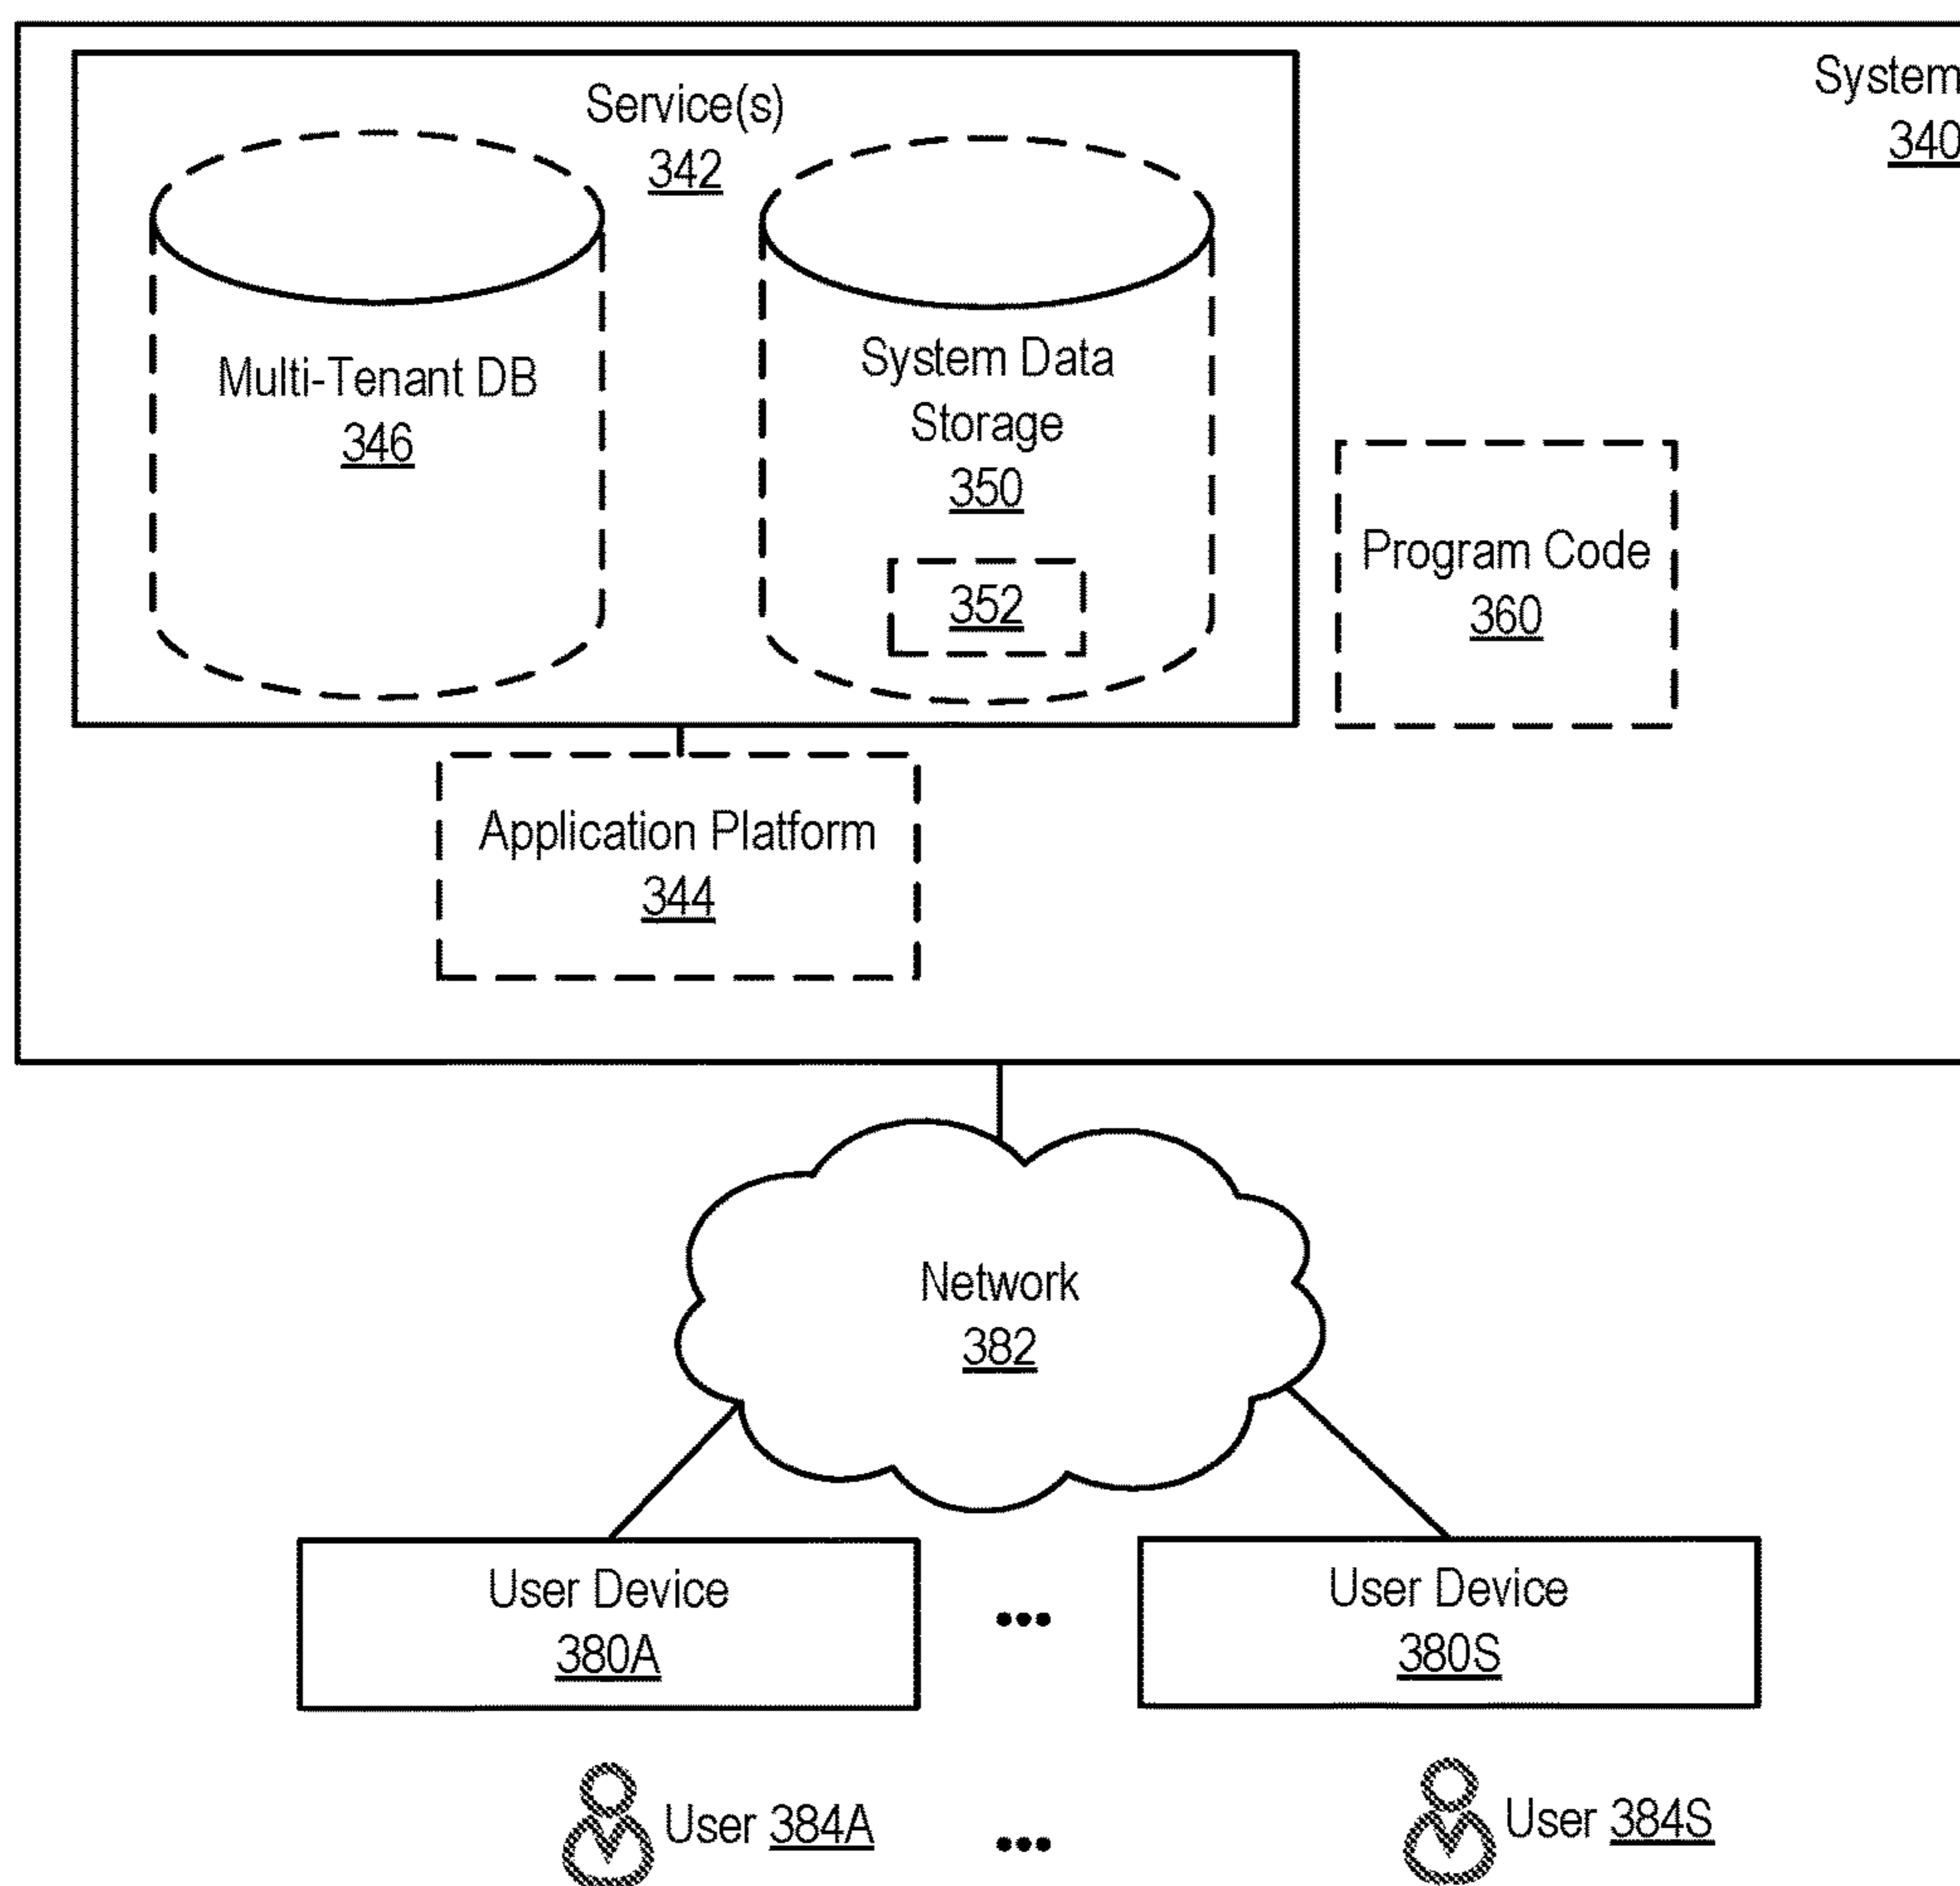 System
340
Service(s)
342
Multi-Tenant DB
346
System Data
Storage
350
352
Program Code
360
Application Platform
344
Network
382
User Device
380A
...
User Device
380S
User 384A
...
User 384S